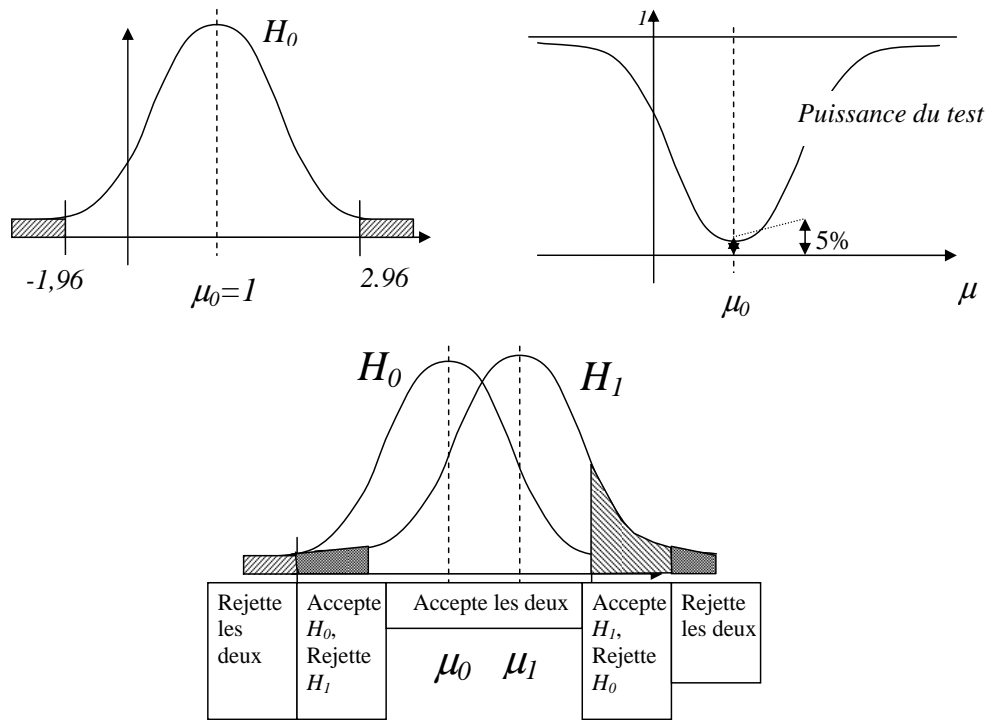 H0
-1,96
μ0=1
2.96
1
Puissance du test
5%
μ0
μ
H0
H1
Rejette
les
deux
Accepte
H0,
Rejette
H1
Accepte les deux
μ0
μ1
Accepte
H1,
Rejette
H0
Rejette
les deux